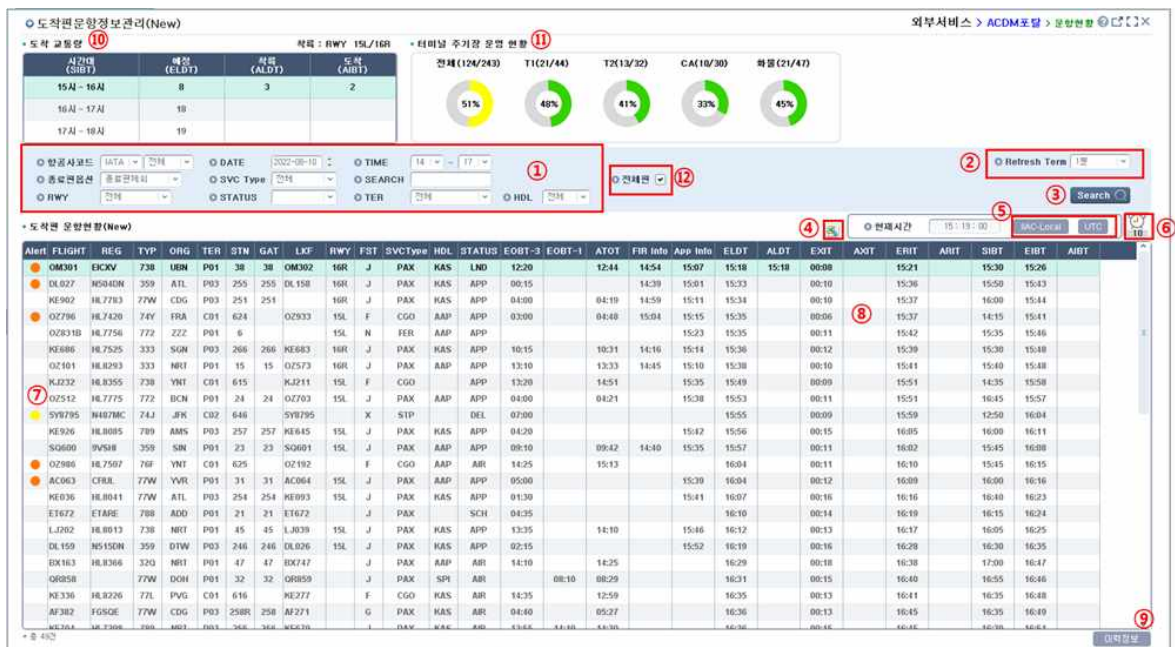 도착편운항정보관리(New) 외부서비스 > ACDM포탈 > 운항현황
도착 교통량 ⑩ 착륙 : RWY 15L/16R 터미널 주기장 운영 현황 ⑪
시간대 (SIBT) 예정 (ELDT) 착륙 (ALDT) 도착 (AIBT)
15시 ~ 16시 8 3 2
16시 ~ 17시 18
17시 ~ 18시 19
전체(124/243) T1(21/44) T2(13/32) CA(10/30) 화물(21/47)
51% 48% 41% 33% 45%
항공사코드 IATA 전체 DATE 2022-08-10 TIME 14 ~ 17 ①
종료편옵션 종료편제외 SVC Type 전체 SEARCH
RWY 전체 STATUS TER 전체 HDL 전체
전체편 ⑫
② Refresh Term 1분
③ Search
도착편 운항현황(New) ④ 현재시간 15:19:00 ⑤ IIAC-Local UTC 10 ⑥
Alert FLIGHT REG TYP ORG TER STN GAT LKF RWY FST SVCType HDL STATUS EOBT-3 EOBT-1 ATOT FIR Info App Info ELDT ALDT EXIT AXIT ERIT ARIT SIBT EIBT AIBT
OM301 EICXV 738 UBN P01 38 38 OM302 16R J PAX KAS LND 12:20 12:44 14:54 15:07 15:18 15:18 00:08 15:21 15:30 15:26
DL027 N504DN 359 ATL P03 255 255 DL158 16R J PAX KAS APP 00:15 14:39 15:01 15:33 00:10 15:36 15:50 15:43
KE902 HL7783 77W CDG P03 251 251 16R J PAX KAS APP 04:00 04:19 14:59 15:11 15:34 00:10 15:37 16:00 15:44
OZ796 HL7420 74Y FRA C01 624 OZ933 15L F CGO AAP APP 03:00 04:40 15:04 15:15 15:35 00:06 ⑧ 15:37 14:15 15:41
OZ831B HL7756 772 ZZZ P01 6 15L N FER AAP APP 15:23 15:35 00:11 15:42 15:35 15:46
KE686 HL7525 333 SGN P03 266 266 KE683 16R J PAX KAS APP 10:15 10:31 14:16 15:14 15:36 00:12 15:39 15:30 15:48
OZ101 HL8293 333 NRT P01 15 15 OZ573 16R J PAX AAP APP 13:10 13:33 14:45 15:10 15:38 00:10 15:41 15:40 15:48
KJ232 HL8355 738 YNT C01 615 KJ211 15L F CGO APP 13:20 14:51 15:35 15:49 00:09 15:51 14:35 15:58
⑦ OZ512 HL7775 772 BCN P01 24 24 OZ703 15L J PAX AAP APP 04:00 04:21 15:38 15:53 00:11 15:51 16:45 15:57
5Y8795 N487MC 74J JFK C02 646 5Y8795 X STP DEL 07:00 15:55 00:09 15:59 12:50 16:04
KE926 HL8085 789 AMS P03 257 257 KE645 15L J PAX KAS APP 04:20 15:42 15:56 00:15 16:05 16:00 16:11
SQ600 9VSHI 359 SIN P01 23 23 SQ601 15L J PAX AAP APP 09:10 09:42 14:40 15:35 15:57 00:11 16:02 15:45 16:08
OZ986 HL7507 76F YNT C01 625 OZ192 F CGO AAP AIR 14:25 15:13 16:04 00:11 16:10 15:45 16:15
AC063 CFIUL 77W YVR P01 31 31 AC064 15L J PAX AAP APP 05:00 15:39 16:04 00:12 16:09 16:00 16:16
KE036 HL8041 77W ATL P03 254 254 KE093 15L J PAX KAS APP 01:30 15:41 16:07 00:16 16:16 16:40 16:23
ET672 ETARE 788 ADD P01 21 21 ET672 J PAX SCH 04:35 16:10 00:14 16:19 16:15 16:24
LJ202 HL8013 738 NRT P01 45 45 LJ039 15L J PAX KAS APP 13:35 14:10 15:46 16:12 00:13 16:17 16:05 16:25
DL159 N515DN 359 DTW P03 246 246 DL026 15L J PAX KAS APP 02:15 15:52 16:19 00:16 16:28 16:30 16:35
BX163 HL8366 32Q NRT P01 47 47 BX747 J PAX AAP AIR 14:10 14:25 16:29 00:18 16:38 17:00 16:47
QR858 77W DOH P01 32 32 QR859 J PAX SPI AIR 08:10 08:29 16:31 00:15 16:40 16:55 16:46
KE336 HL8226 77L PVG C01 616 KE277 F CGO KAS AIR 14:35 12:59 16:35 00:13 16:41 16:35 16:48
AF382 FGSQE 77W CDG P03 258R 258 AF271 G PAX KAS AIR 04:40 05:27 16:36 00:13 16:45 16:35 16:49
총 49건 ⑨ 이력정보